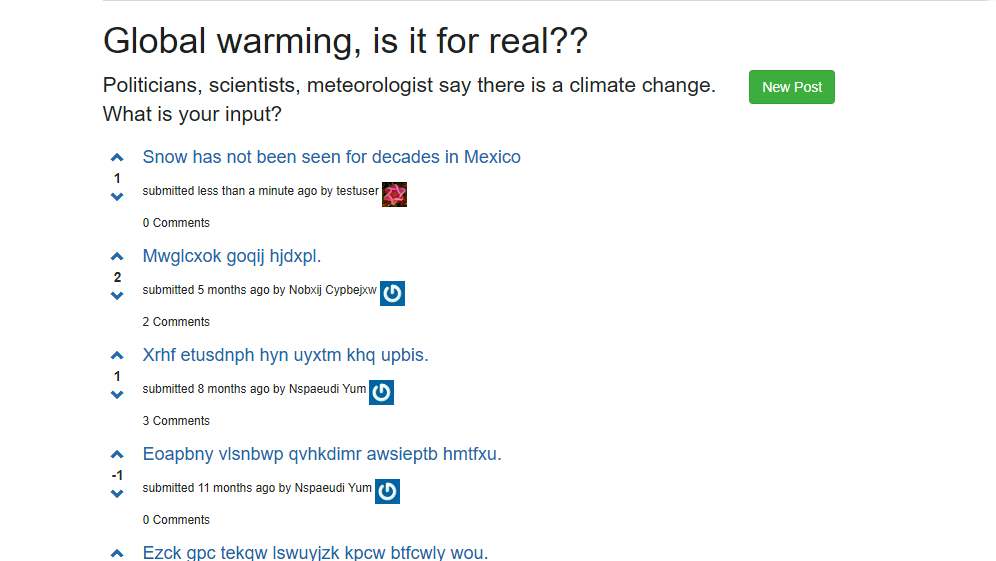 Global warming, is it for real??
Politicians, scientists, meteorologist say there is a climate change.
What is your input?
New Post
Snow has not been seen for decades in Mexico
1
submitted less than a minute ago by testuser
0 Comments
Mwglcxok goqij hjdxpl.
2
submitted 5 months ago by Nobxij Cypbejxw
2 Comments
Xrhf etusdnph hyn uyxtm khq upbis.
1
submitted 8 months ago by Nspaeudi Yum
3 Comments
Eoapbny vlsnbwp qvhkdimr awsieptb hmtfxu.
-1
submitted 11 months ago by Nspaeudi Yum
0 Comments
Ezck gpc tekqw lswuyjzk kpcw btfcwly wou.